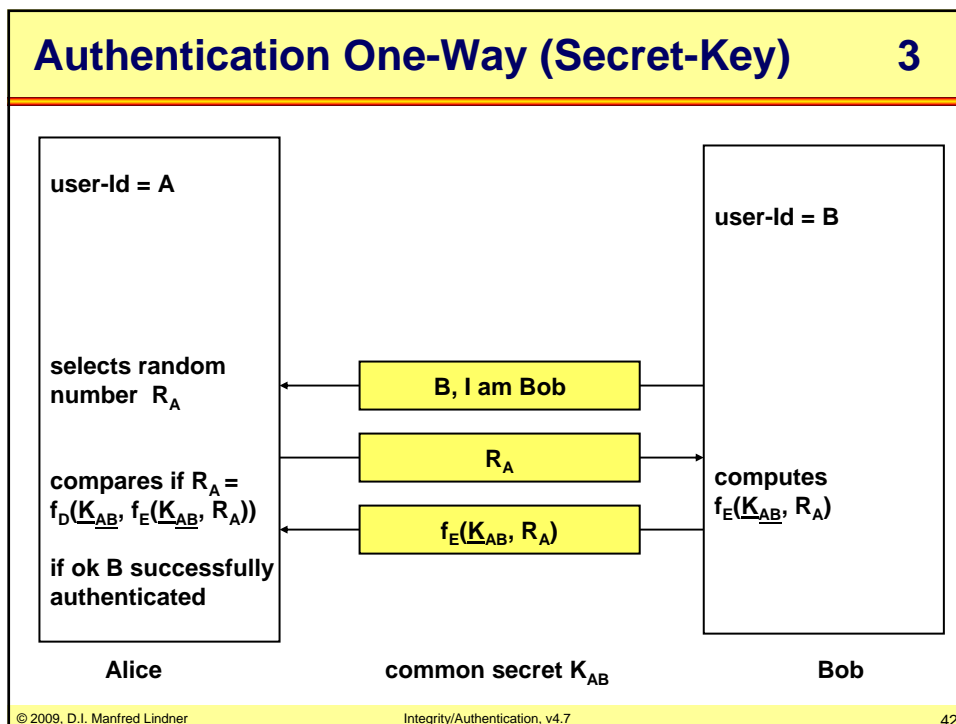 Authentication One-Way (Secret-Key) 3
user-Id = A
user-Id = B
selects random
number R_A
B, I am Bob
R_A
compares if R_A =
f_D(K_AB, f_E(K_AB, R_A))
computes
f_E(K_AB, R_A)
f_E(K_AB, R_A)
if ok B successfully
authenticated
Alice
common secret K_AB
Bob
© 2009, D.I. Manfred Lindner
Integrity/Authentication, v4.7
42